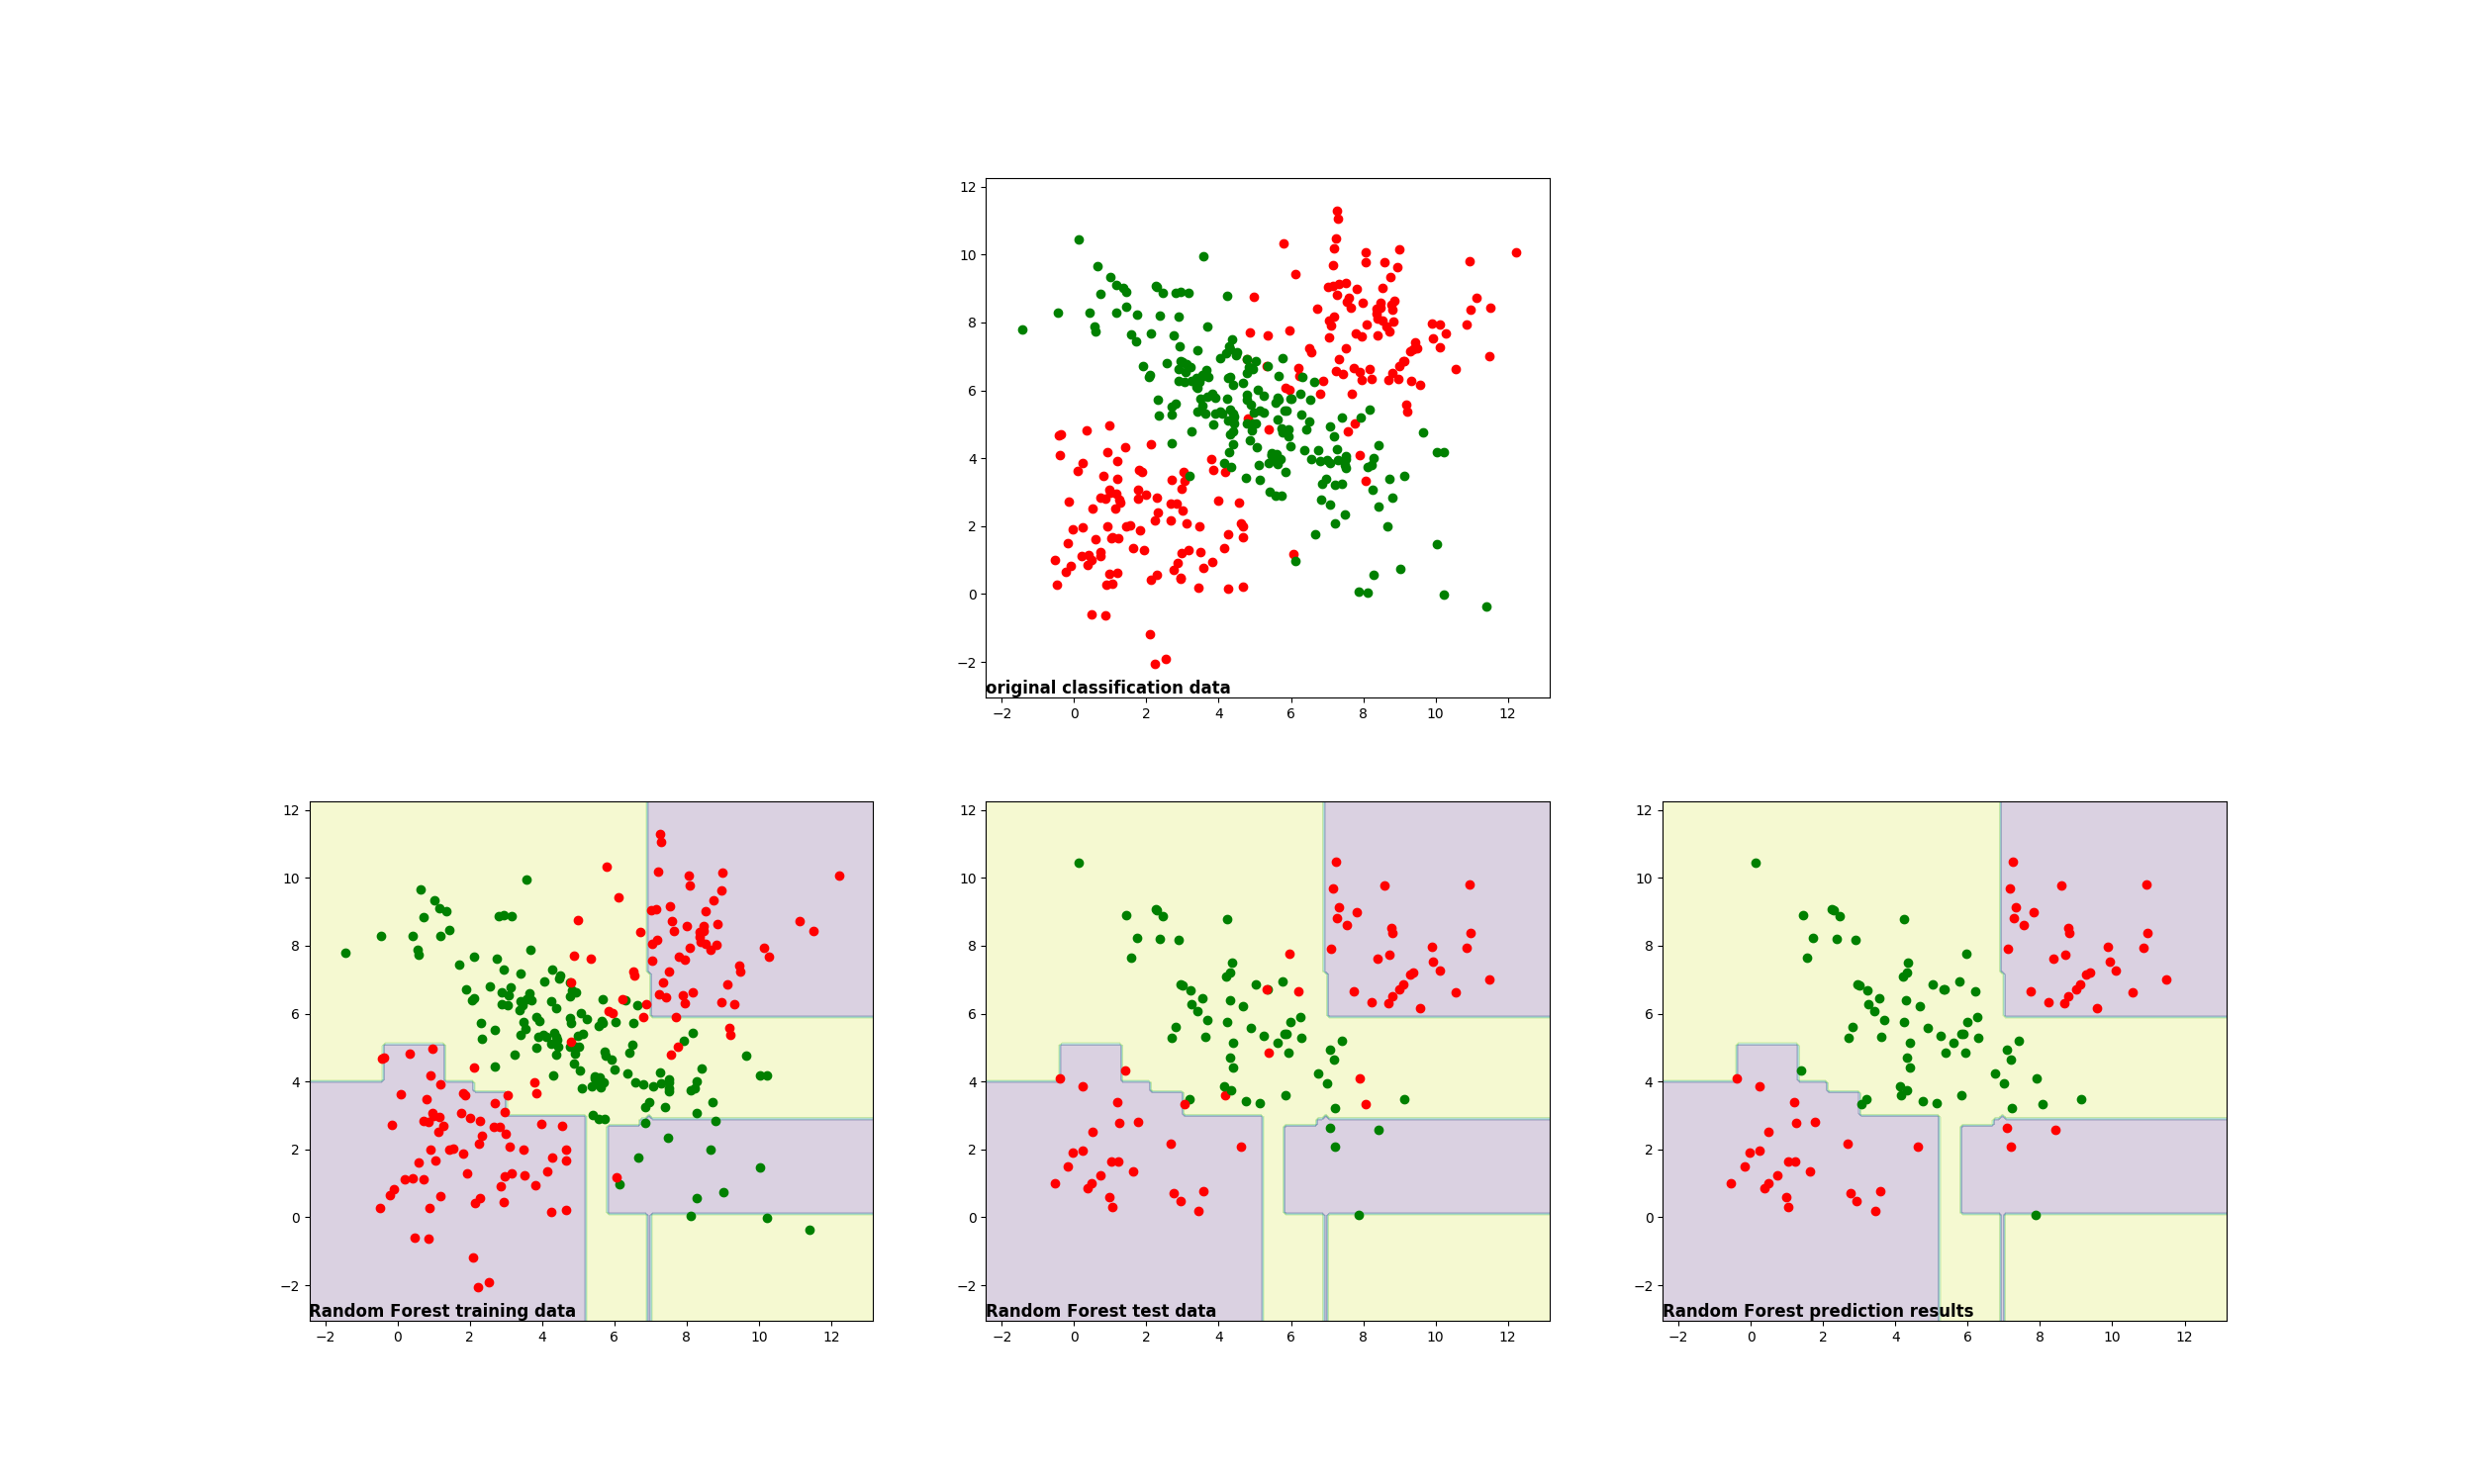 12
10
8
6
4
2
0
−2
original classification data
−2 0 2 4 6 8 10 12
12 12 12
10 10 10
8 8 8
6 6 6
4 4 4
2 2 2
0 0 0
−2 −2 −2
Random Forest training data Random Forest test data Random Forest prediction results
−2 0 2 4 6 8 10 12 −2 0 2 4 6 8 10 12 −2 0 2 4 6 8 10 12